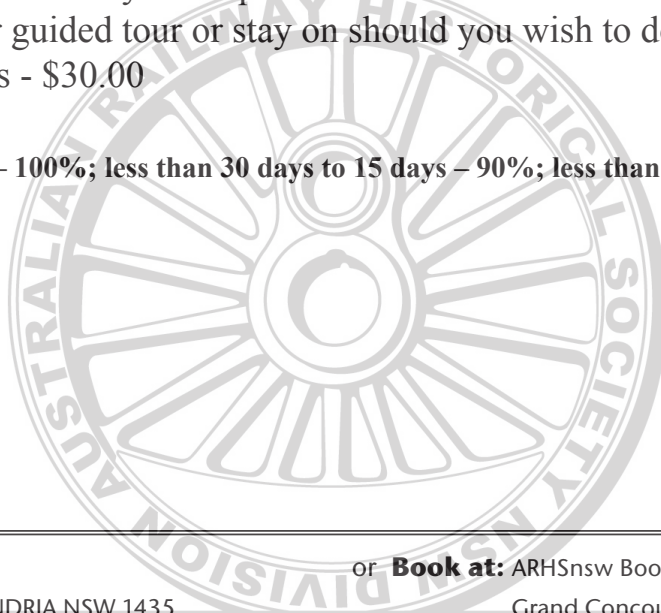 guided tour or stay on should you wish to d
s - $30.00
– 100%; less than 30 days to 15 days – 90%; less than
or Book at: ARHSnsw Boo
NDRIA NSW 1435
Grand Concou
AUSTRALIAN RAILWAY HISTORICAL SOCIETY NSW DIVISION